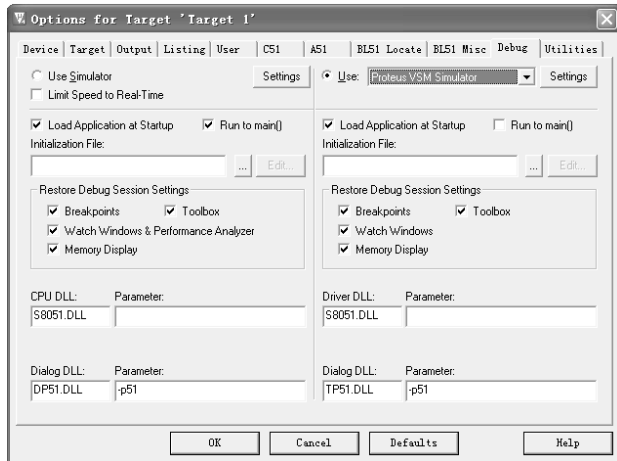 Options for Target 'Target 1'
Device Target Output Listing User C51 A51 BL51 Locate BL51 Misc Debug Utilities
Use Simulator Settings Use: Proteus VSM Simulator Settings
Limit Speed to Real-Time
Load Application at Startup Run to main() Load Application at Startup Run to main()
Initialization File: Initialization File:
... Edit... ... Edit...
Restore Debug Session Settings Restore Debug Session Settings
Breakpoints Toolbox Breakpoints Toolbox
Watch Windows & Performance Analyzer Watch Windows
Memory Display Memory Display
CPU DLL: Parameter: Driver DLL: Parameter:
S8051.DLL S8051.DLL
Dialog DLL: Parameter: Dialog DLL: Parameter:
DP51.DLL -p51 TP51.DLL -p51
OK Cancel Defaults Help